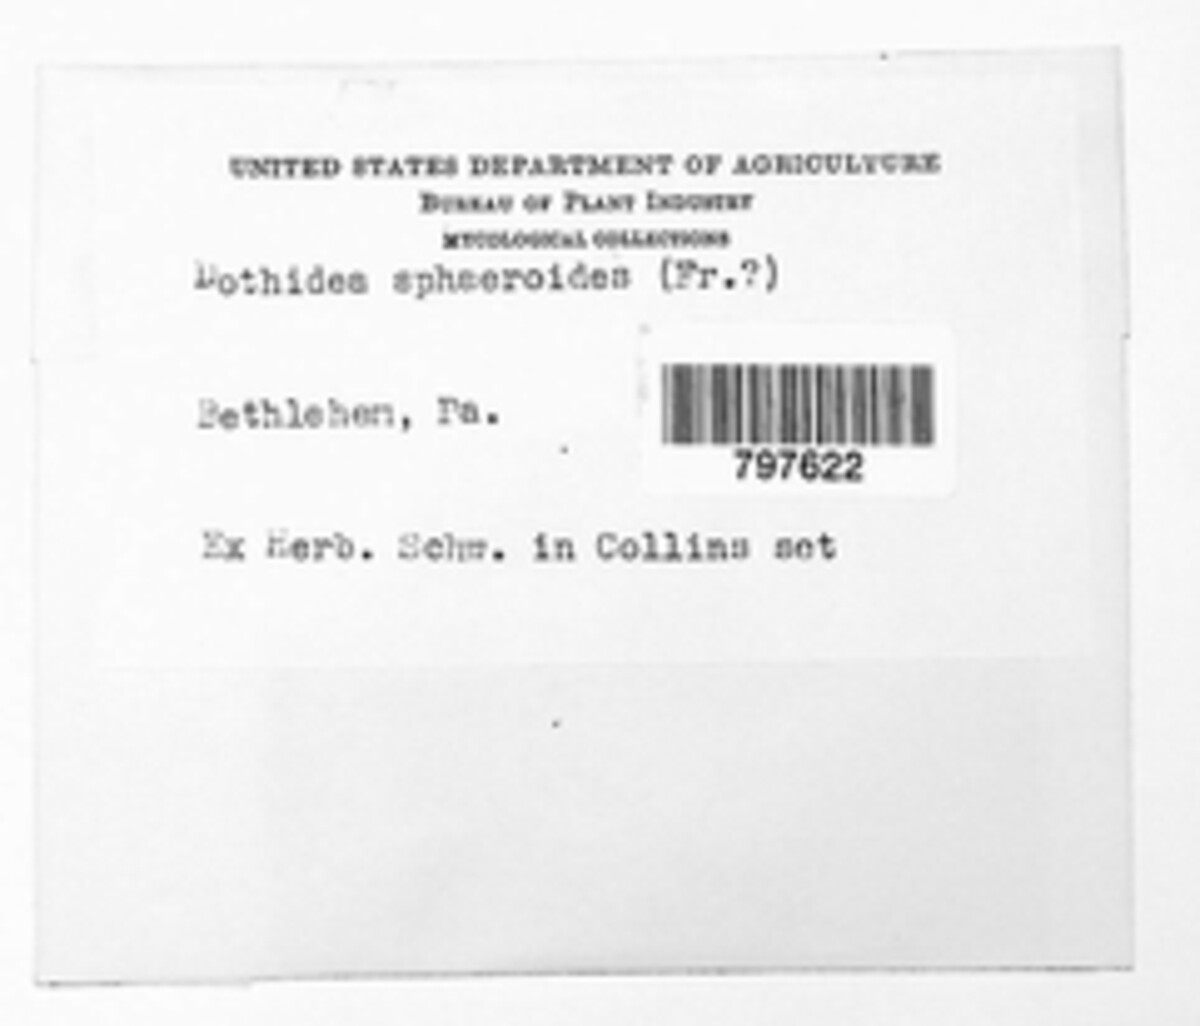 UNITED STATES DEPARTMENT OF AGRICULTURE
BUREAU OF PLANT INDUSTRY
MYCOLOGICAL COLLECTIONS
Dothidea sphaeroides (Fr.?)
Bethlehem, Pa.
797622
Ex Herb. Schw. in Collins set